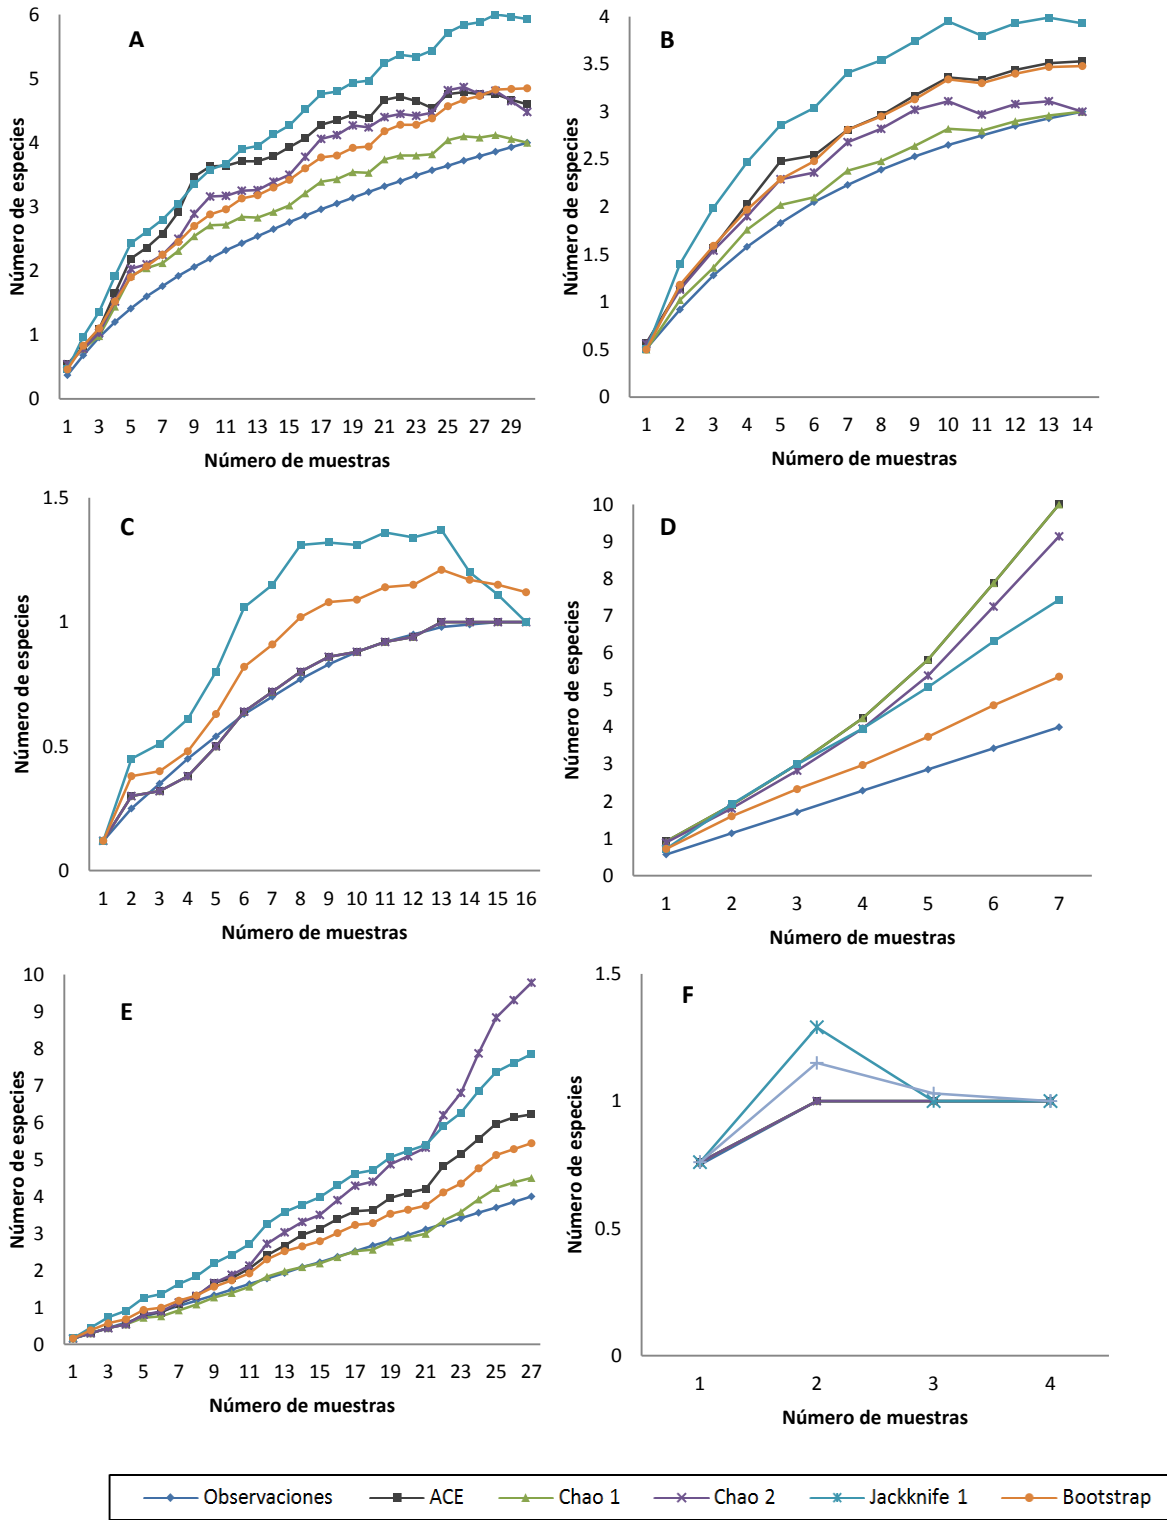 A
Número de especies
6
5
4
3
2
1
0
1 3 5 7 9 11 13 15 17 19 21 23 25 27 29
Número de muestras
B
Número de especies
4
3.5
3
2.5
2
1.5
1
0.5
0
1 2 3 4 5 6 7 8 9 10 11 12 13 14
Número de muestras
C
Número de especies
1.5
1
0.5
0
1 2 3 4 5 6 7 8 9 10 11 12 13 14 15 16
Número de muestras
D
Número de especies
10
9
8
7
6
5
4
3
2
1
0
1 2 3 4 5 6 7
Número de muestras
E
Número de especies
10
9
8
7
6
5
4
3
2
1
0
1 3 5 7 9 11 13 15 17 19 21 23 25 27
Número de muestras
F
Número de especies
1.5
1
0.5
0
1 2 3 4
Número de muestras
Observaciones ACE Chao 1 Chao 2 Jackknife 1 Bootstrap